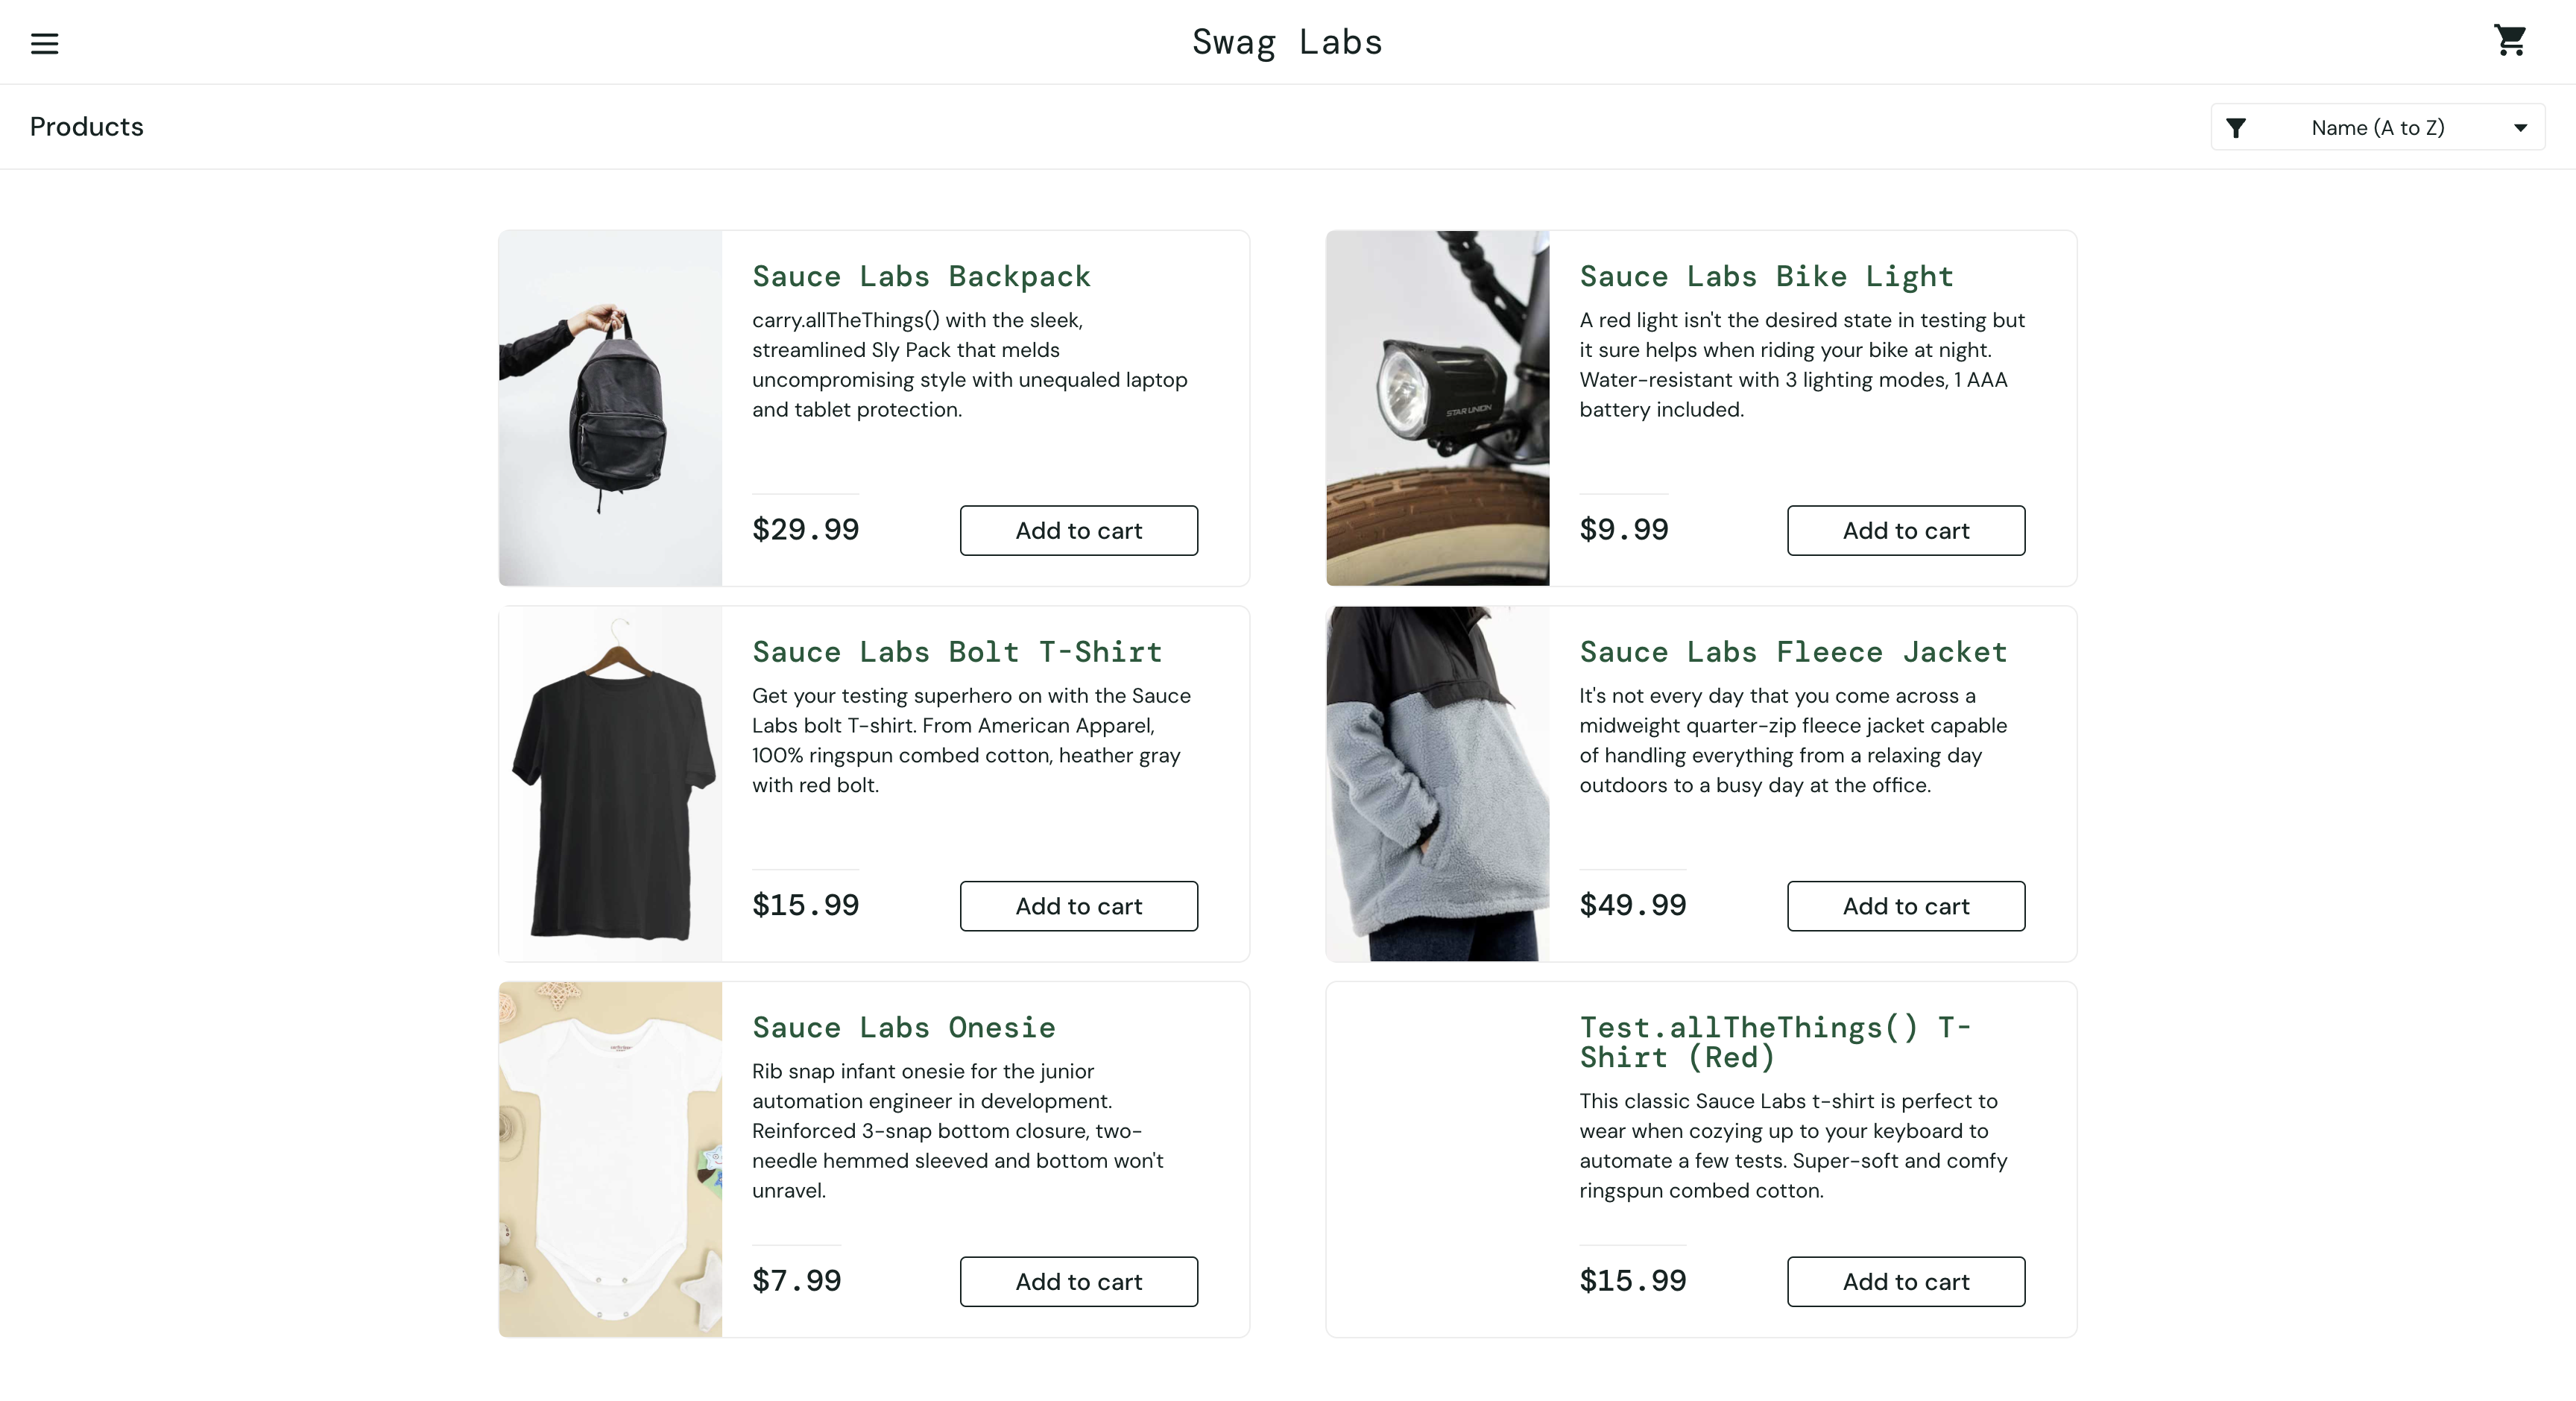 Swag Labs
Products
Name (A to Z)
Sauce Labs Backpack
carry.allTheThings() with the sleek,
streamlined Sly Pack that melds
uncompromising style with unequaled laptop
and tablet protection.
$29.99
Add to cart
Sauce Labs Bike Light
A red light isn't the desired state in testing but
it sure helps when riding your bike at night.
Water-resistant with 3 lighting modes, 1 AAA
battery included.
STAR UNION
$9.99
Add to cart
Sauce Labs Bolt T-Shirt
Get your testing superhero on with the Sauce
Labs bolt T-shirt. From American Apparel,
100% ringspun combed cotton, heather gray
with red bolt.
$15.99
Add to cart
Sauce Labs Fleece Jacket
It's not every day that you come across a
midweight quarter-zip fleece jacket capable
of handling everything from a relaxing day
outdoors to a busy day at the office.
$49.99
Add to cart
Sauce Labs Onesie
Rib snap infant onesie for the junior
automation engineer in development.
Reinforced 3-snap bottom closure, two-
needle hemmed sleeved and bottom won't
unravel.
$7.99
Add to cart
Test.allTheThings() T-
Shirt (Red)
This classic Sauce Labs t-shirt is perfect to
wear when cozying up to your keyboard to
automate a few tests. Super-soft and comfy
ringspun combed cotton.
$15.99
Add to cart